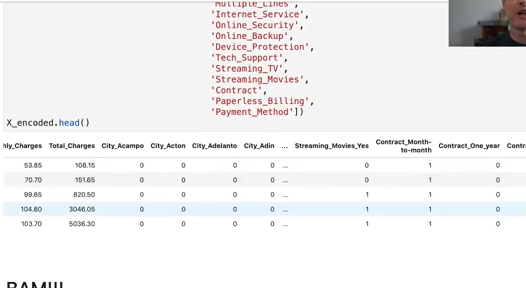 'Multiple_Lines',
'Internet_Service',
'Online_Security',
'Online_Backup',
'Device_Protection',
'Tech_Support',
'Streaming_TV',
'Streaming_Movies',
'Contract',
'Paperless_Billing',
'Payment_Method'])
X_encoded.head()
hly_Charges Total_Charges City_Acampo City_Acton City_Adelanto City_Adin ... Streaming_Movies_Yes Contract_Month-to-month Contract_One_year Contr
53.85 108.15 0 0 0 0 ... 0 1 0
70.70 151.65 0 0 0 0 ... 0 1 0
99.65 820.50 0 0 0 0 ... 1 1 0
104.80 3046.05 0 0 0 0 ... 1 1 0
103.70 5036.30 0 0 0 0 ... 1 1 0
BAM!!!